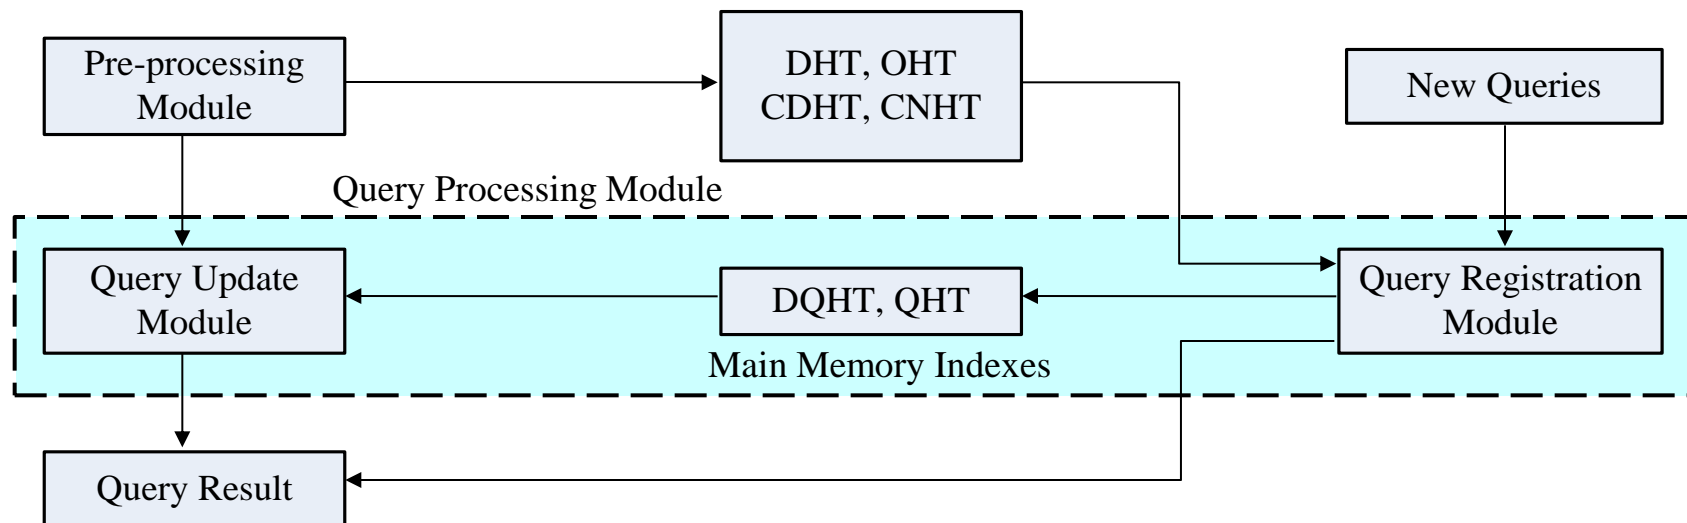 Pre-processing
Module
DHT, OHT
CDHT, CNHT
New Queries
Query Processing Module
Query Update
Module
DQHT, QHT
Query Registration
Module
Main Memory Indexes
Query Result